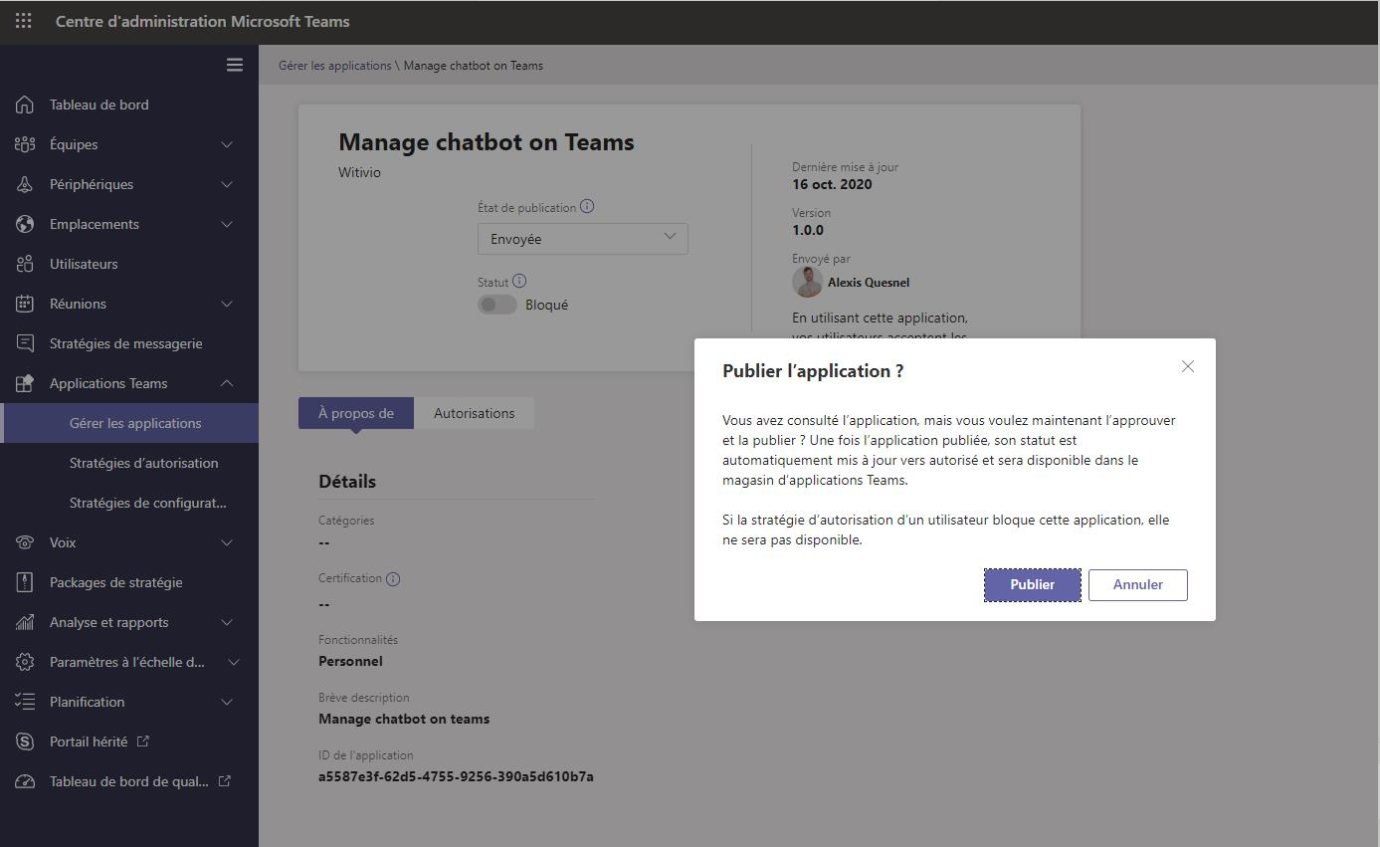 Centre d'administration Microsoft Teams
Gérer les applications \ Manage chatbot on Teams
Tableau de bord
Équipes
Périphériques
Emplacements
Utilisateurs
Réunions
Stratégies de messagerie
Applications Teams
Gérer les applications
Stratégies d'autorisation
Stratégies de configurat...
Voix
Packages de stratégie
Analyse et rapports
Paramètres à l'échelle d...
Planification
Portail hérité
Tableau de bord de qual...
Manage chatbot on Teams
Witivio
État de publication
Envoyée
Statut
Bloqué
Dernière mise à jour
16 oct. 2020
Version
1.0.0
Envoyé par
Alexis Quesnel
En utilisant cette application,
vos utilisateurs acceptent les
À propos de
Autorisations
Détails
Catégories
--
Certification
--
Fonctionnalités
Personnel
Brève description
Manage chatbot on teams
ID de l'application
a5587e3f-62d5-4755-9256-390a5d610b7a
Publier l'application ?
Vous avez consulté l'application, mais vous voulez maintenant l'approuver
et la publier ? Une fois l'application publiée, son statut est
automatiquement mis à jour vers autorisé et sera disponible dans le
magasin d'applications Teams.
Si la stratégie d'autorisation d'un utilisateur bloque cette application, elle
ne sera pas disponible.
Publier
Annuler